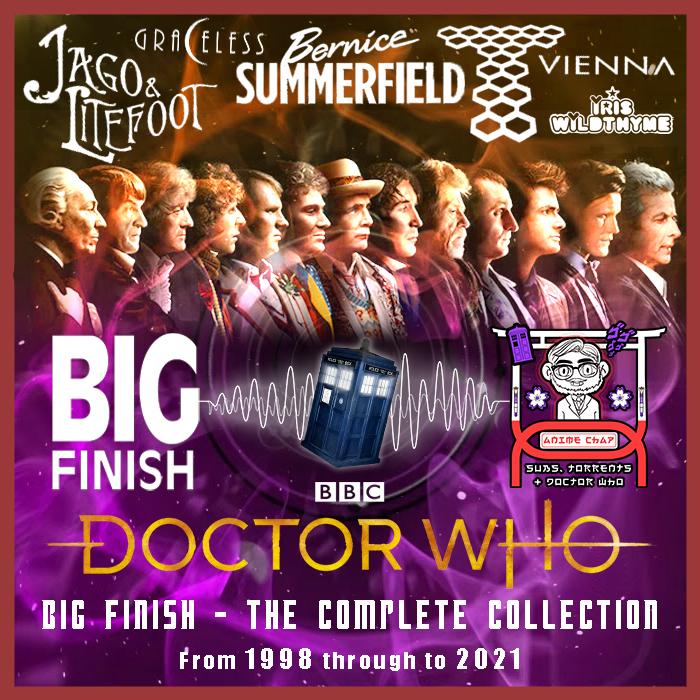 JAGO &
LITEFOOT
GRACELESS
Bernice
SUMMERFIELD
VIENNA
IRIS
WILDTHYME
BIG
FINISH
ANIME CHAP
SUBS, TORRENTS
+ DOCTOR WHO
BBC
DOCTOR WHO
BIG FINISH - THE COMPLETE COLLECTION
From 1998 through to 2021